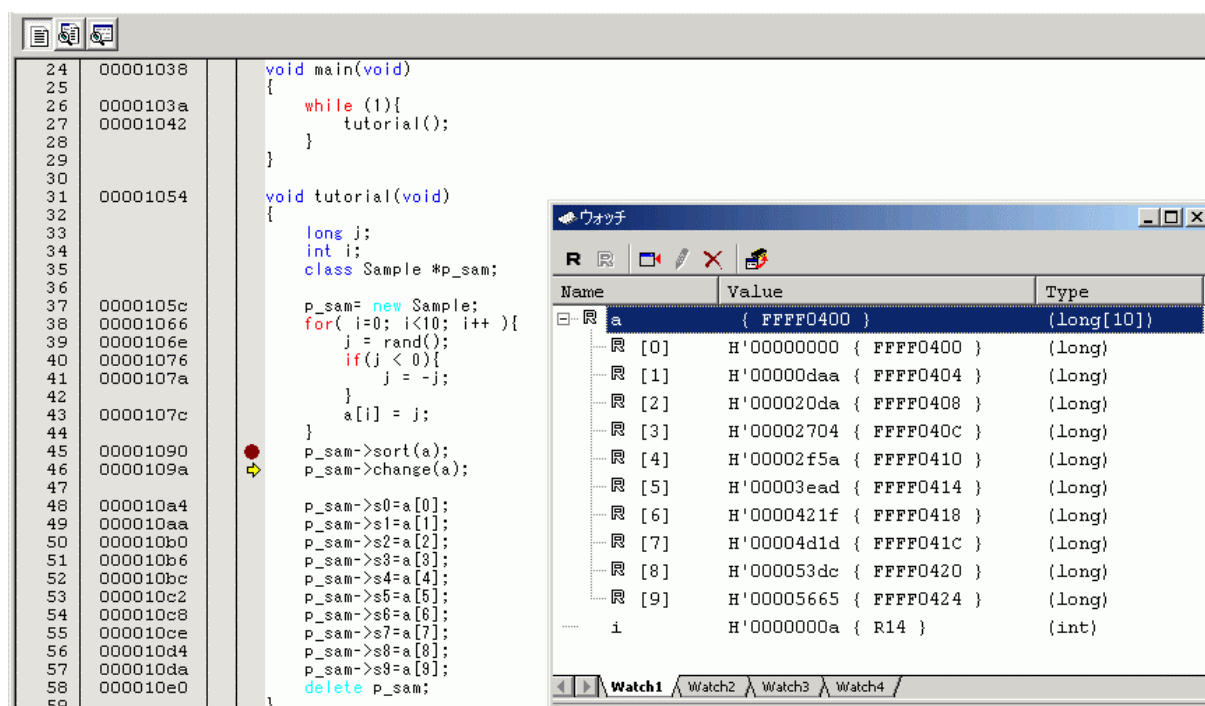 24 00001038 void main(void)
25 {
26 0000103a while (1){
27 00001042 tutorial();
28 }
29 }
30
31 00001054 void tutorial(void)
32 {
33 long j;
34 int i;
35 class Sample *p_sam;
36
37 0000105c p_sam= new Sample;
38 00001066 for( i=0; i<10; i++ ){
39 0000106e j = rand();
40 00001076 if(j < 0){
41 0000107a j = -j;
42 }
43 0000107c a[i] = j;
44 }
45 00001090 p_sam->sort(a);
46 0000109a p_sam->change(a);
47
48 000010a4 p_sam->s0=a[0];
49 000010aa p_sam->s1=a[1];
50 000010b0 p_sam->s2=a[2];
51 000010b6 p_sam->s3=a[3];
52 000010bc p_sam->s4=a[4];
53 000010c2 p_sam->s5=a[5];
54 000010c8 p_sam->s6=a[6];
55 000010ce p_sam->s7=a[7];
56 000010d4 p_sam->s8=a[8];
57 000010da p_sam->s9=a[9];
58 000010e0 delete p_sam;
59 }
ウォッチ
R R
Name Value Type
R a { FFFF0400 } (long[10])
R [0] H'00000000 { FFFF0400 } (long)
R [1] H'00000daa { FFFF0404 } (long)
R [2] H'000020da { FFFF0408 } (long)
R [3] H'00002704 { FFFF040C } (long)
R [4] H'00002f5a { FFFF0410 } (long)
R [5] H'00003ead { FFFF0414 } (long)
R [6] H'0000421f { FFFF0418 } (long)
R [7] H'00004d1d { FFFF041C } (long)
R [8] H'000053dc { FFFF0420 } (long)
R [9] H'00005665 { FFFF0424 } (long)
i H'0000000a { R14 } (int)
Watch1 Watch2 Watch3 Watch4